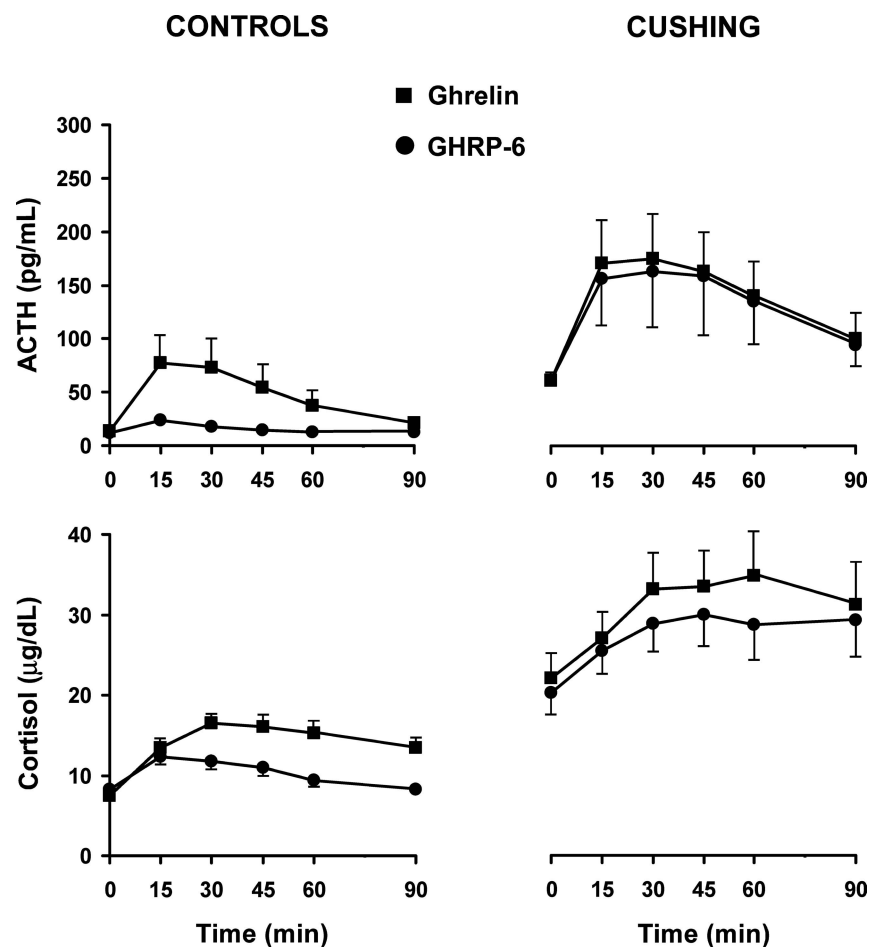 CONTROLS
CUSHING
Ghrelin
GHRP-6
ACTH (pg/mL)
300
250
200
150
100
50
0
0 15 30 45 60 90
0 15 30 45 60 90
Cortisol (μg/dL)
40
30
20
10
0
0 15 30 45 60 90
Time (min)
0 15 30 45 60 90
Time (min)